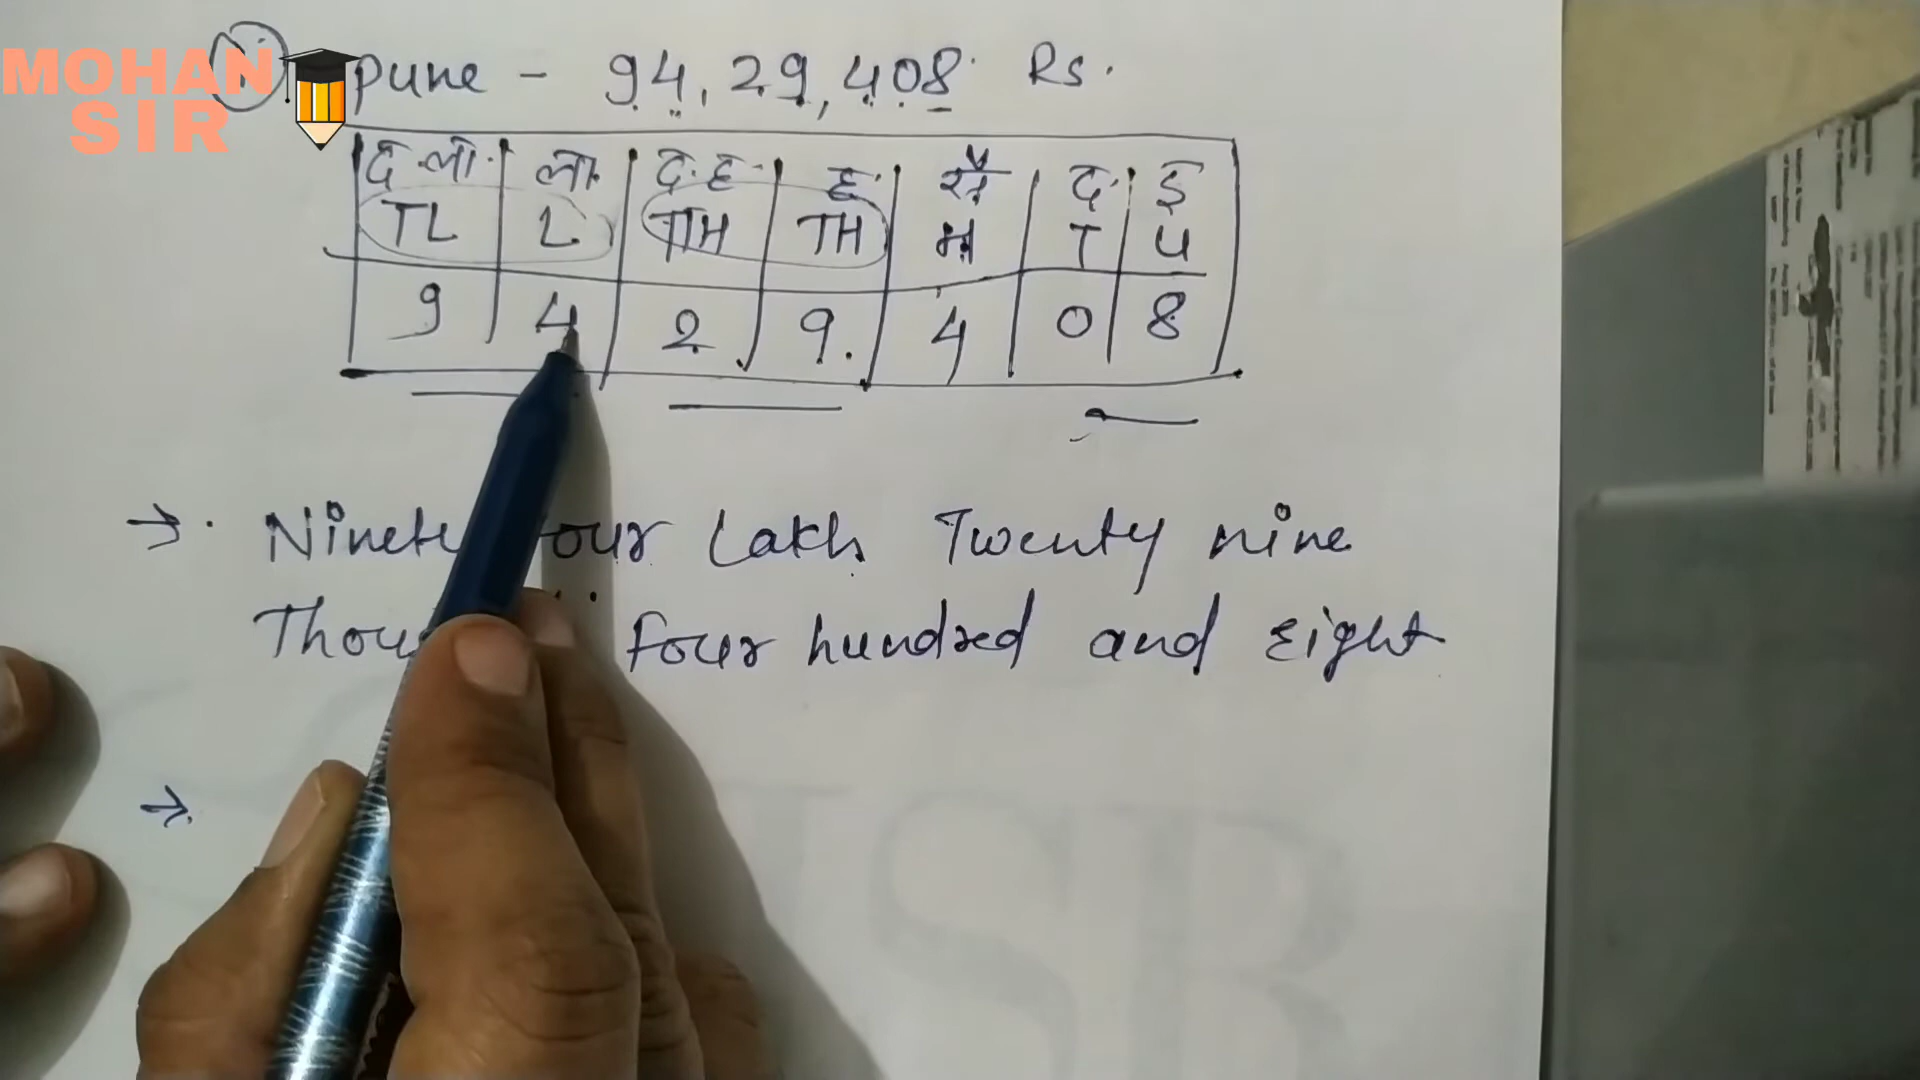 MOHAN
SIR
Pune - 94,29,408 Rs.
द.ला. ला. द.ह. ह. द. इ
TL L TTH TH H T U
9 4 2 9 4 0 8
→ Ninety four Lakh Twenty nine
four hundred and Eight
→